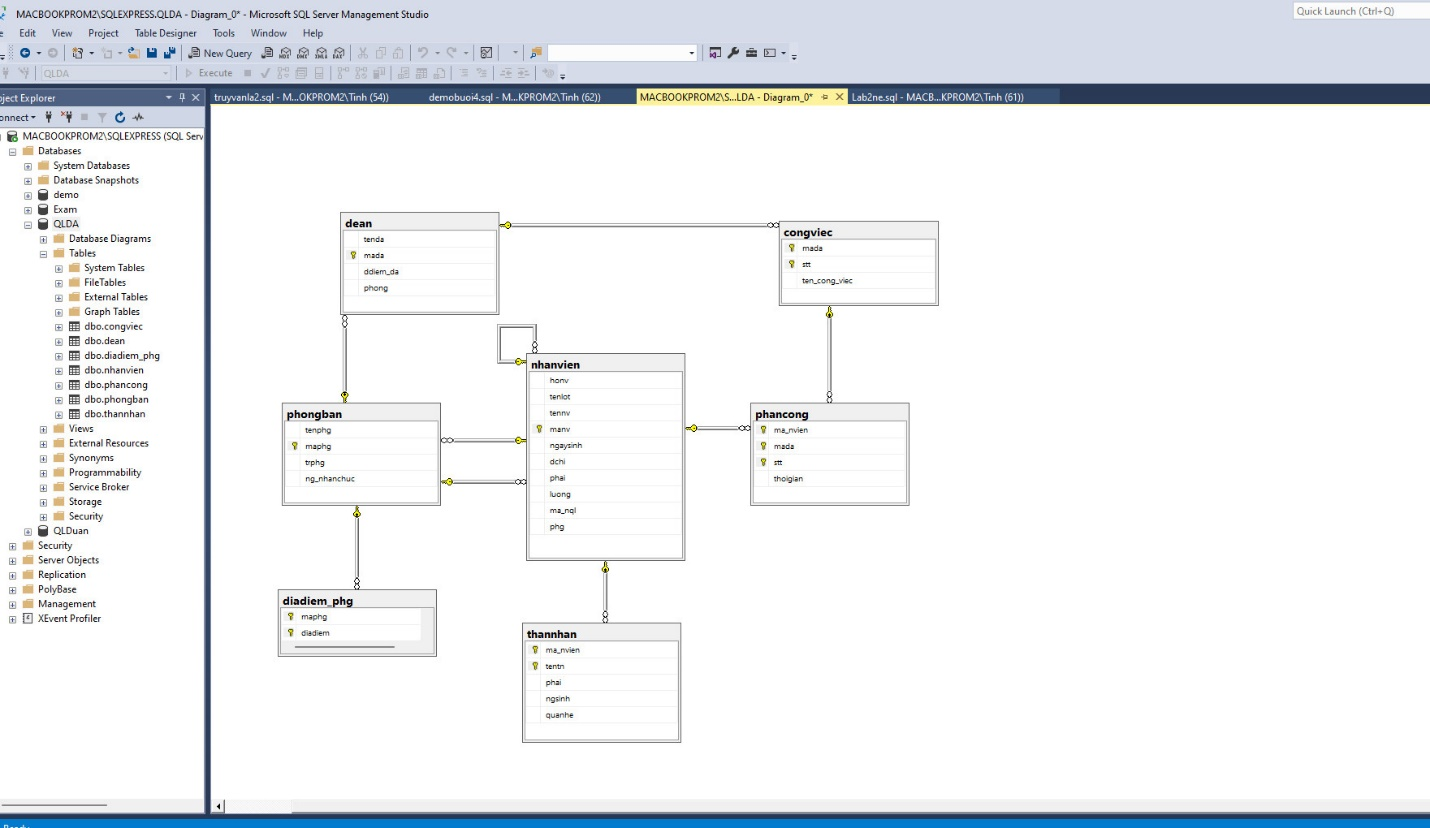 MACBOOKPROM2\SQLEXPRESS.QLDA - Diagram_0* - Microsoft SQL Server Management Studio
Quick Launch (Ctrl+Q)
e Edit View Project Table Designer Tools Window Help
New Query
QLDA Execute
ject Explorer
truyvanla2.sql - M...OKPROM2\Tinh (54)) demobuoi4.sql - M...KPROM2\Tinh (62)) MACBOOKPROM2\S...LDA - Diagram_0* Lab2ne.sql - MACB...KPROM2\Tinh (61))
onnect
MACBOOKPROM2\SQLEXPRESS (SQL Serv
Databases
System Databases
Database Snapshots
demo
Exam
QLDA
Database Diagrams
Tables
System Tables
FileTables
External Tables
Graph Tables
dbo.congviec
dbo.dean
dbo.diadiem_phg
dbo.nhanvien
dbo.phancong
dbo.phongban
dbo.thannhan
Views
External Resources
Synonyms
Programmability
Service Broker
Storage
Security
QLDuan
Security
Server Objects
Replication
PolyBase
Management
XEvent Profiler
dean
tenda
mada
ddiem_da
phong
congviec
mada
stt
ten_cong_viec
nhanvien
honv
tenlot
tennv
manv
ngaysinh
dchi
phai
luong
ma_nql
phg
phongban
tenphg
maphg
trphg
ng_nhanchuc
phancong
ma_nvien
mada
stt
thoigian
diadiem_phg
maphg
diadiem
thannhan
ma_nvien
tentn
phai
ngsinh
quanhe